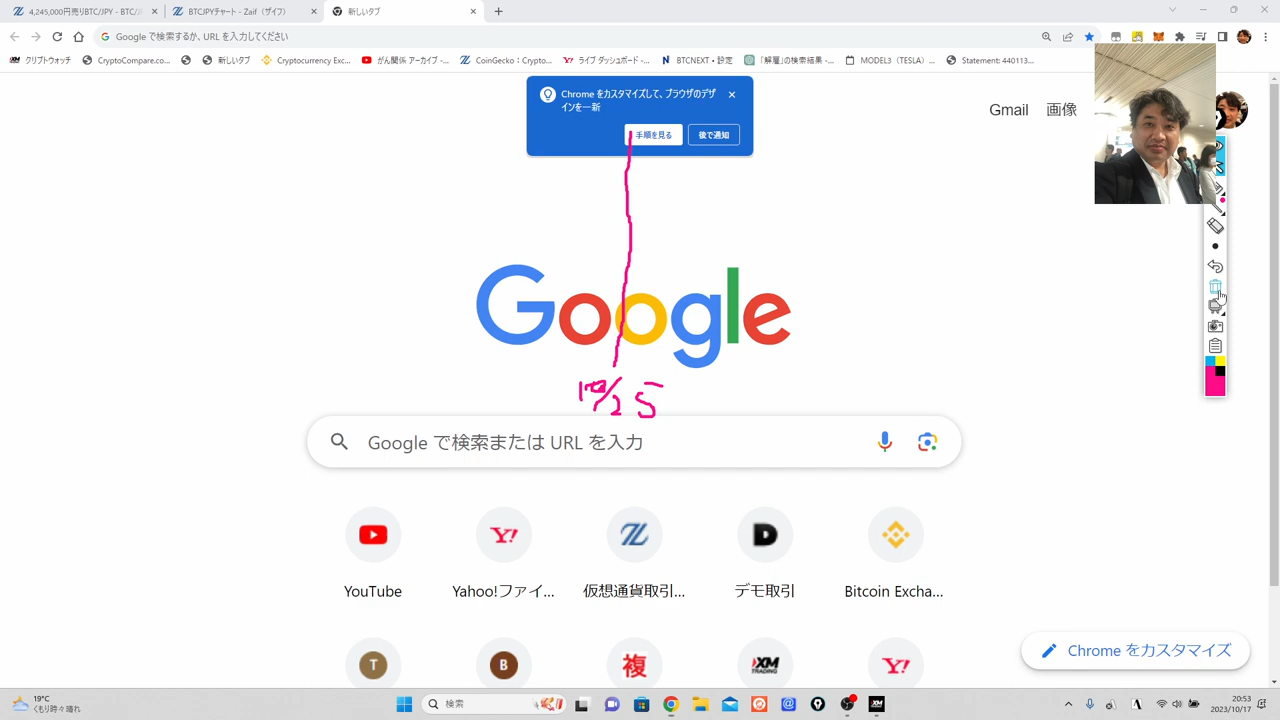 4,245,000円売りBTC/JPY - BTC/J
BTCJPYチャート - Zaif（ザイフ）
新しいタブ
Google で検索するか、URL を入力してください
クリプトウォッチ
CryptoCompare.co...
新しいタブ
Cryptocurrency Exc...
がん関係 アーカイブ -...
CoinGecko：Crypto...
ライブ ダッシュボード -...
BTCNEXT • 設定
「解雇」の検索結果 -...
MODEL3（TESLA）...
Statement: 440113...
Chrome をカスタマイズして、ブラウザのデザ
インを一新
手順を見る
後で通知
Gmail
画像
Google
Google で検索または URL を入力
YouTube
Yahoo!ファイ...
仮想通貨取引...
デモ取引
Bitcoin Excha...
T
B
複
XM
TRADING
Y!
Chrome をカスタマイズ
19°C
くもり時々晴れ
検索
20:53
2023/10/17